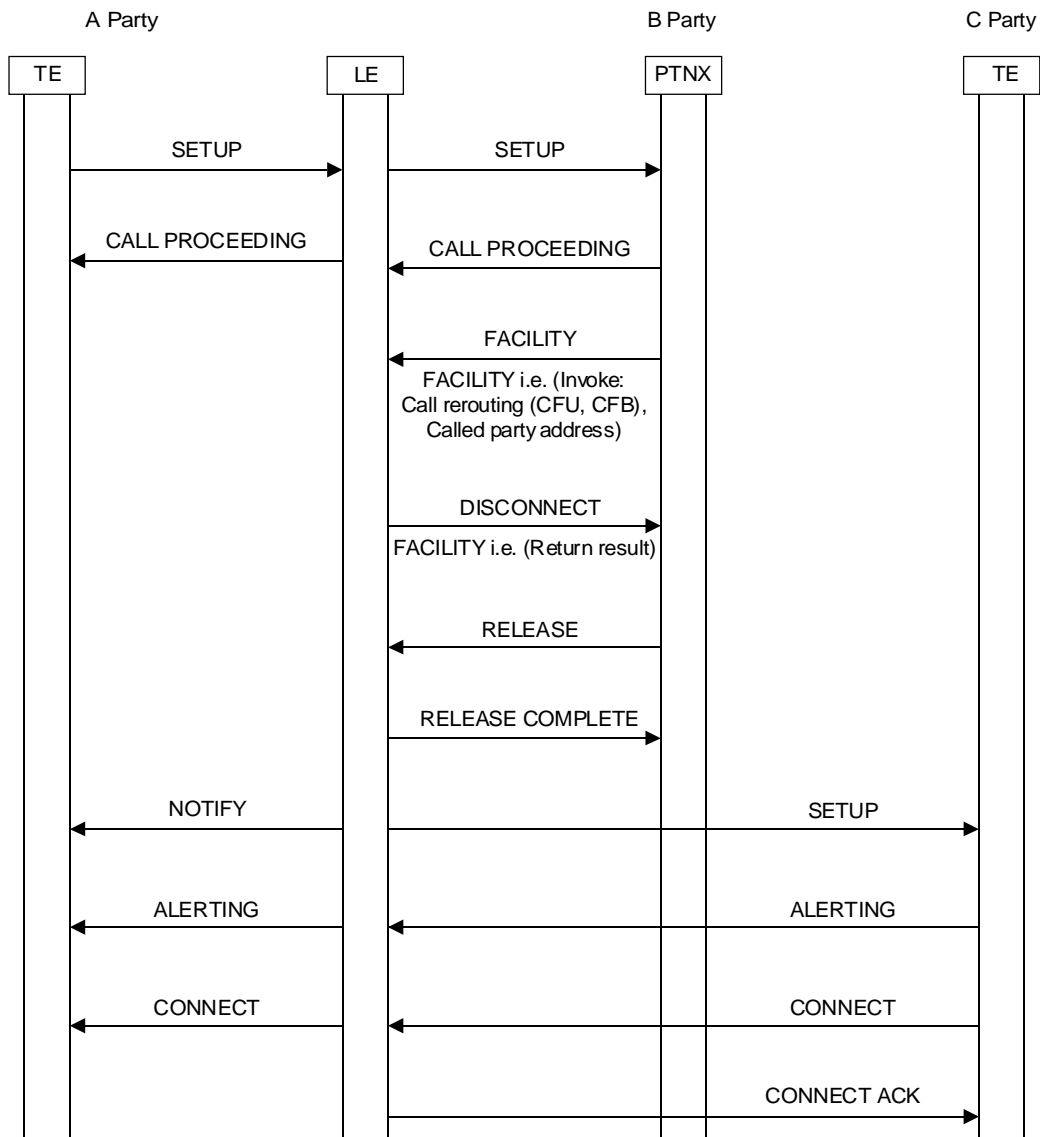 A Party
B Party
C Party
TE
LE
PTNX
TE
SETUP
SETUP
CALL PROCEEDING
CALL PROCEEDING
FACILITY
FACILITY i.e. (Invoke:
Call rerouting (CFU, CFB),
Called party address)
DISCONNECT
FACILITY i.e. (Return result)
RELEASE
RELEASE COMPLETE
NOTIFY
SETUP
ALERTING
ALERTING
CONNECT
CONNECT
CONNECT ACK